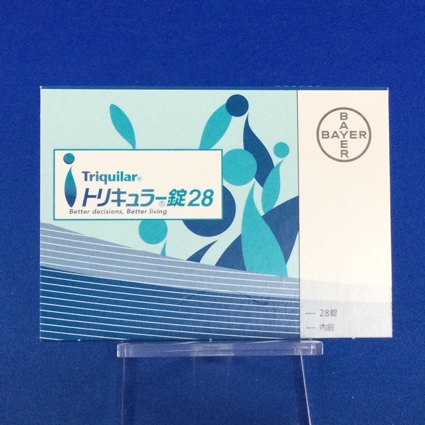 Triquilar®
トリキュラー®錠28
Better decisions, Better living
BAYER
BAYER
28錠
内服